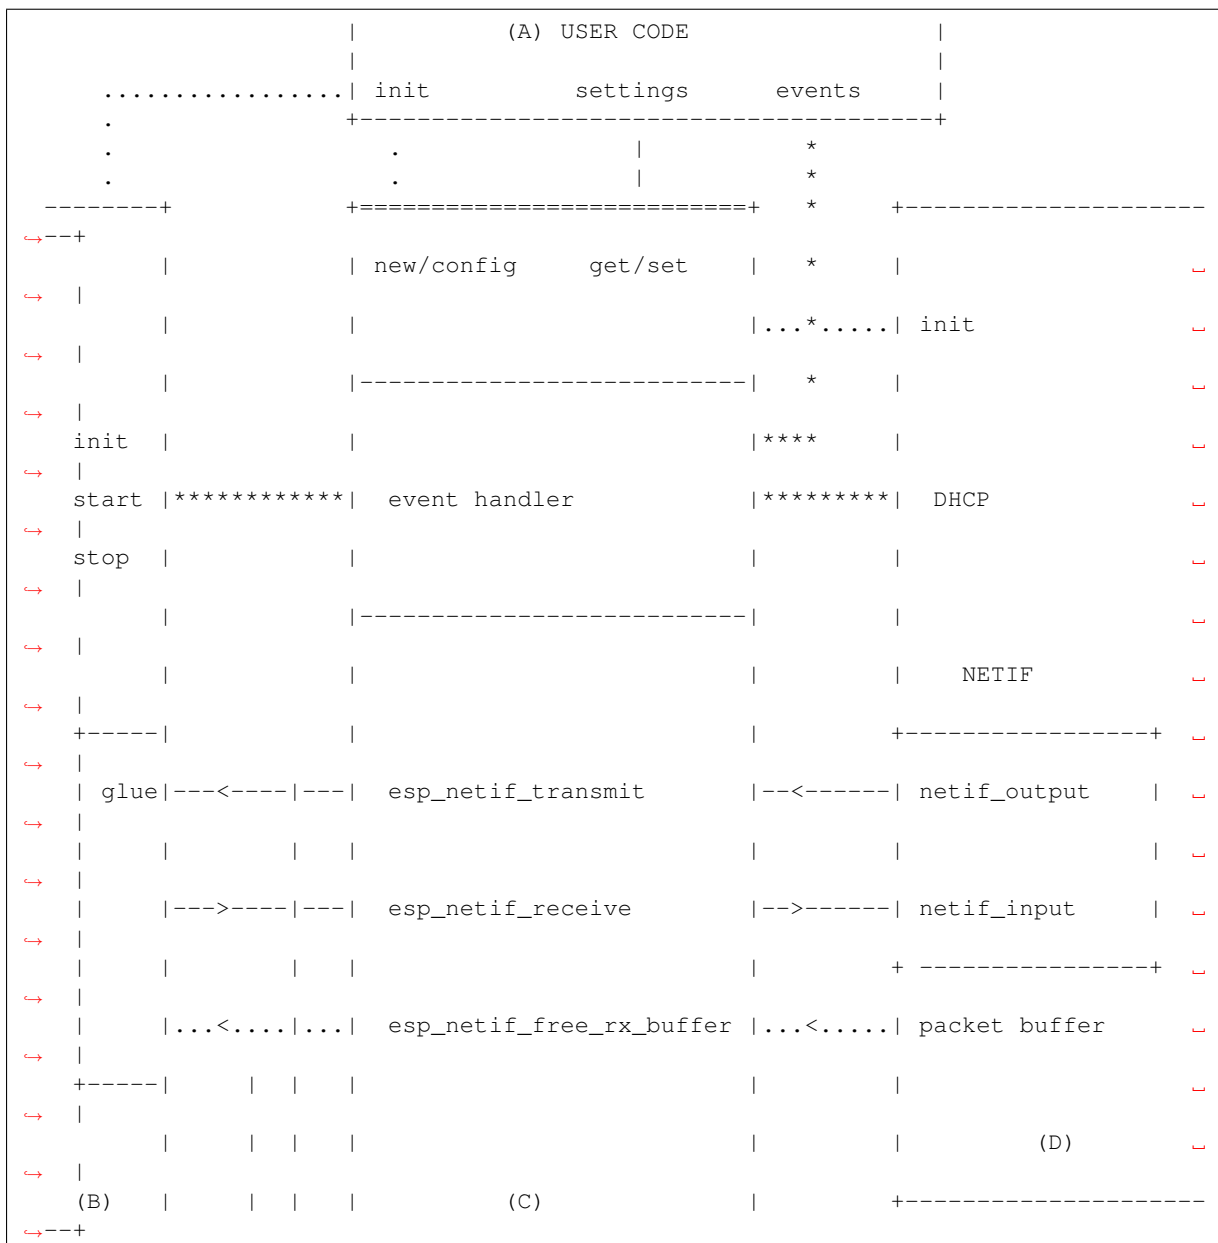 |          (A) USER CODE                 |
                       |                                        |
      .................| init          settings      events     |
      .                +----------------------------------------+
      .                   .                |           *
      .                   .                |           *
  --------+            +===========================+   *     +---------------------
↪--+
          |            | new/config     get/set    |   *     |                    ␣
↪  |
          |            |                           |...*.....| init               ␣
↪  |
          |            |---------------------------|   *     |                    ␣
↪  |
    init  |            |                           |****     |                    ␣
↪  |
    start |************|  event handler            |*********|  DHCP              ␣
↪  |
    stop  |            |                           |         |                    ␣
↪  |
          |            |---------------------------|         |                    ␣
↪  |
          |            |                           |         |    NETIF           ␣
↪  |
    +-----|            |                           |         +-----------------+  ␣
↪  |
    | glue|---<----|---|  esp_netif_transmit       |--<------| netif_output    |  ␣
↪  |
    |     |        |   |                           |         |                 |  ␣
↪  |
    |     |--->----|---|  esp_netif_receive        |-->------| netif_input     |  ␣
↪  |
    |     |        |   |                           |         + ----------------+  ␣
↪  |
    |     |...<....|...|  esp_netif_free_rx_buffer |...<.....| packet buffer      ␣
↪  |
    +-----|     |  |   |                           |         |                    ␣
↪  |
          |     |  |   |                           |         |         (D)        ␣
↪  |
    (B)   |     |  |   |          (C)              |         +---------------------
↪--+